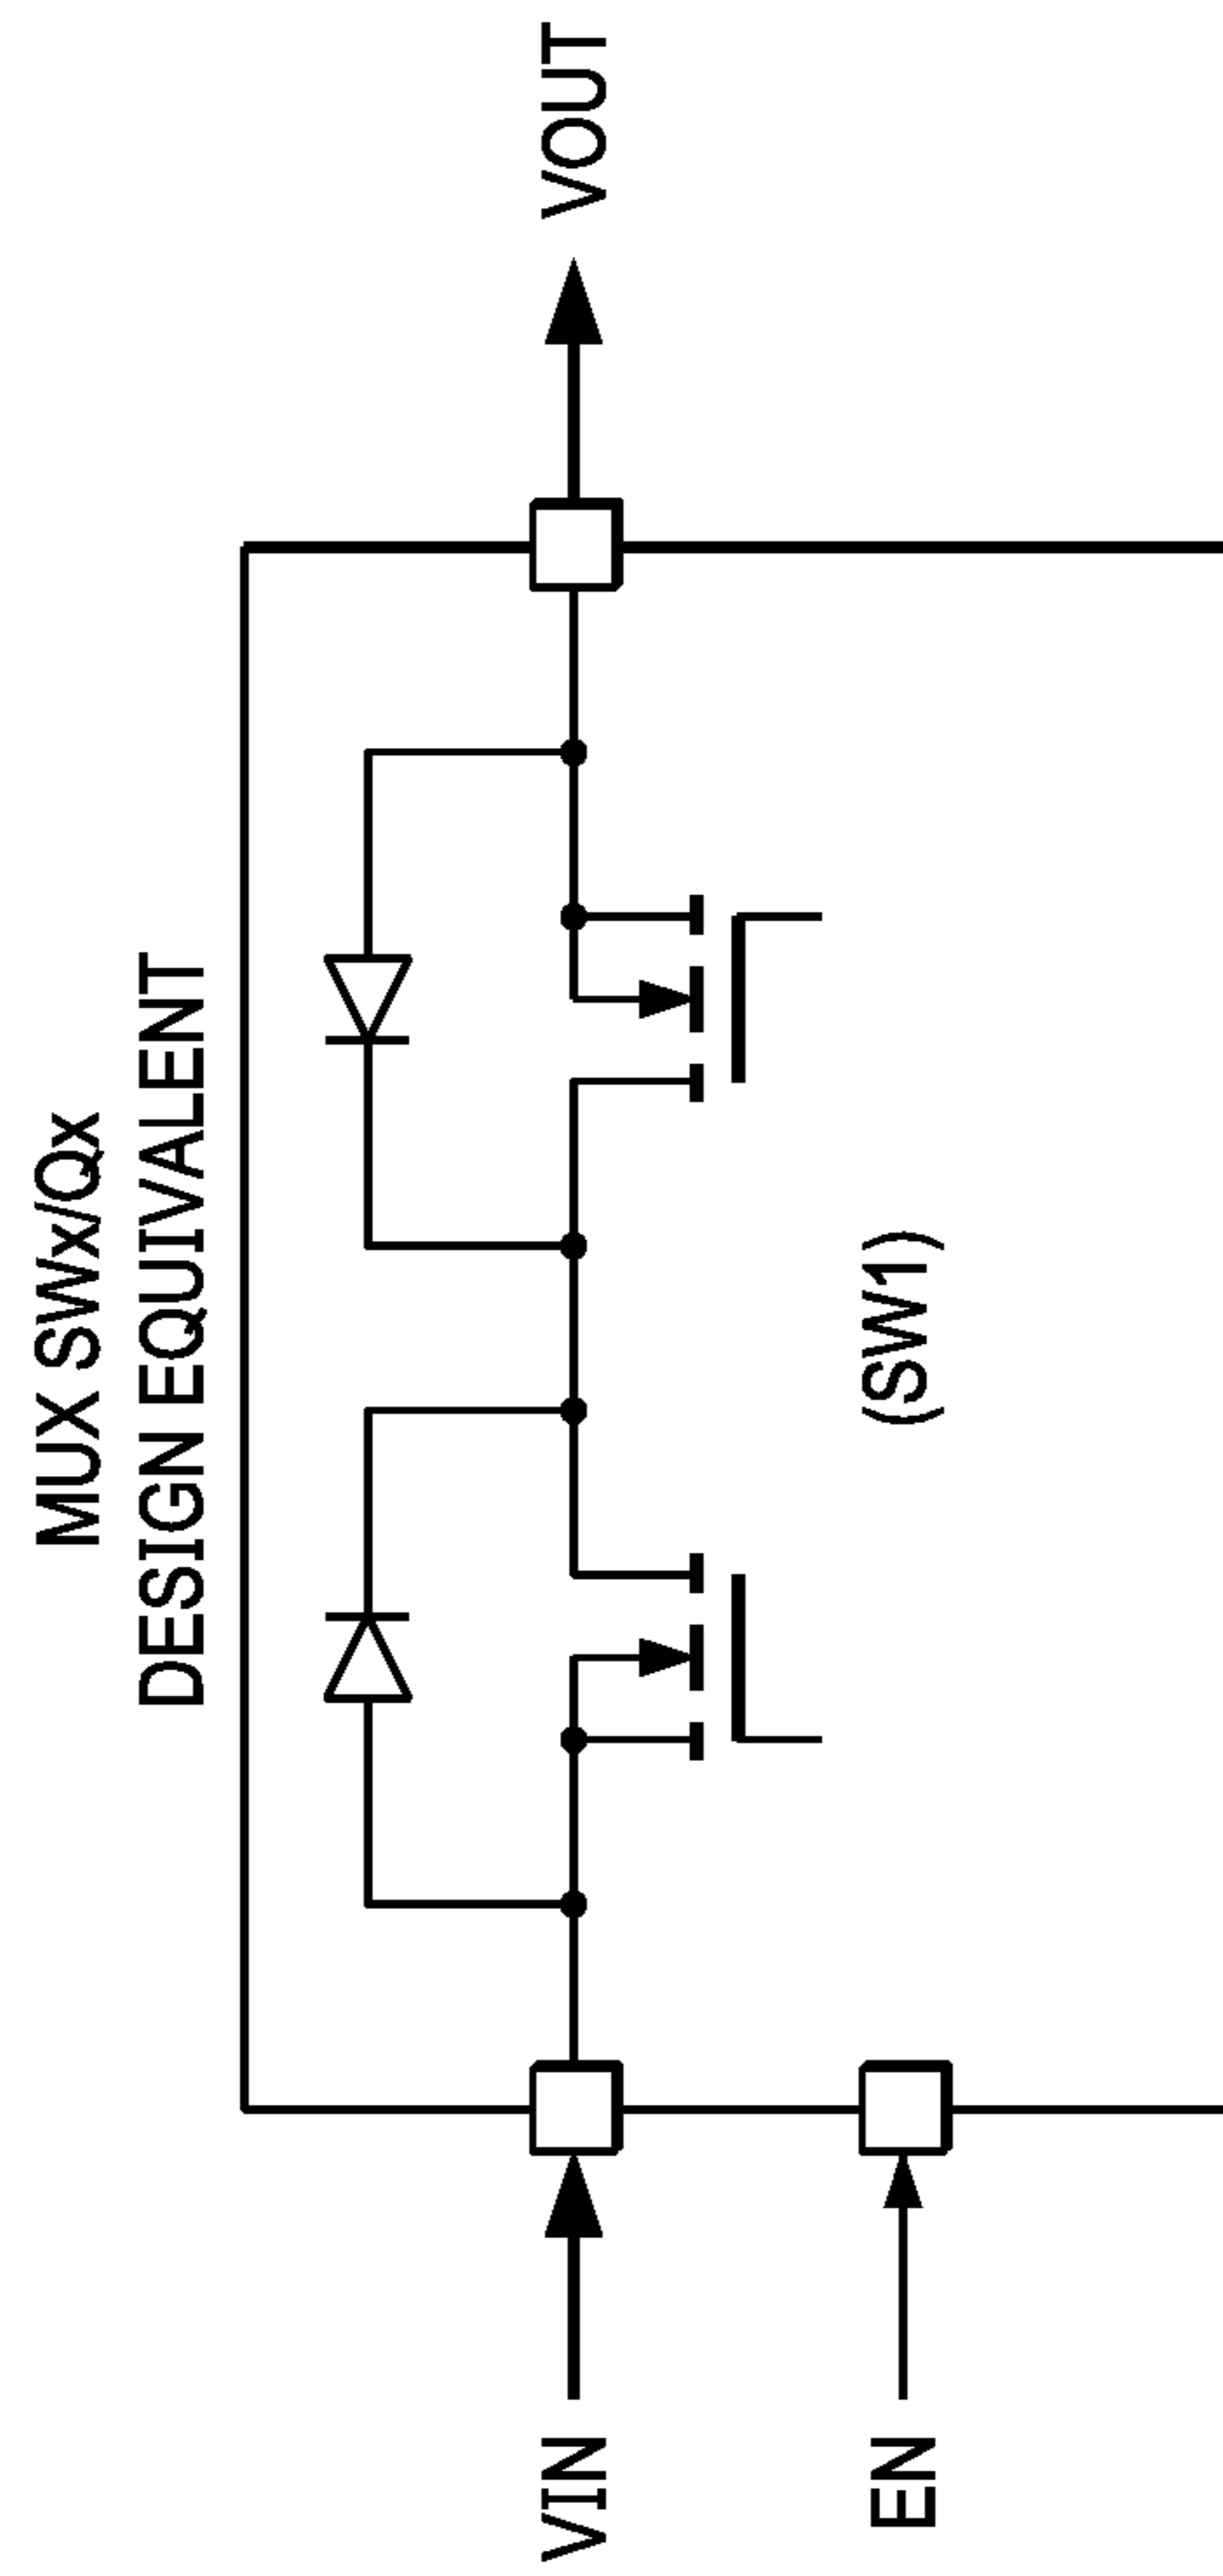 MUX SWx/Qx
DESIGN EQUIVALENT
VIN
VOUT
(SW1)
EN